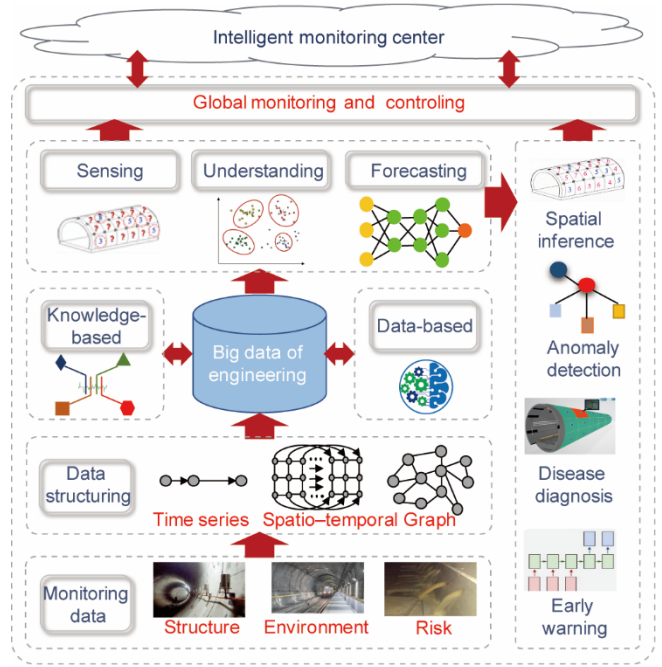 Intelligent monitoring center
Global monitoring and controling
Sensing
Understanding
Forecasting
Spatial
inference
Knowledge-
based
Big data of
engineering
Data-based
Anomaly
detection
Data
structuring
Time series
Spatio–temporal
Graph
Disease
diagnosis
Monitoring
data
Structure
Environment
Risk
Early
warning